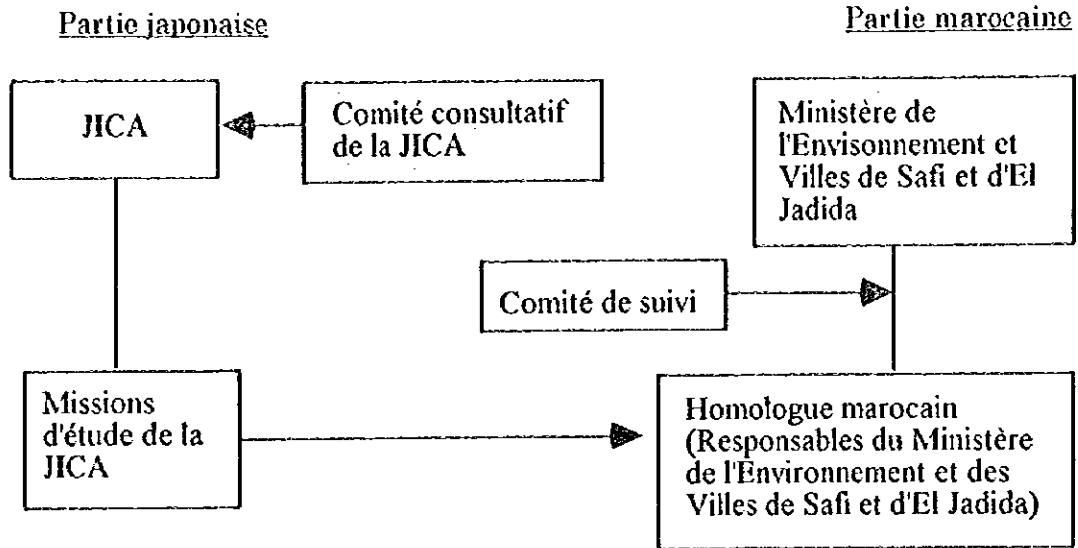 Partie japonaise
Partie marocaine
JICA
Comité consultatif
de la JICA
Ministère de
l'Envisonnement et
Villes de Safi et d'El
Jadida
Comité de suivi
Missions
d'étude de la
JICA
Homologue marocain
(Responsables du Ministère
de l'Environnement et des
Villes de Safi et d'El Jadida)